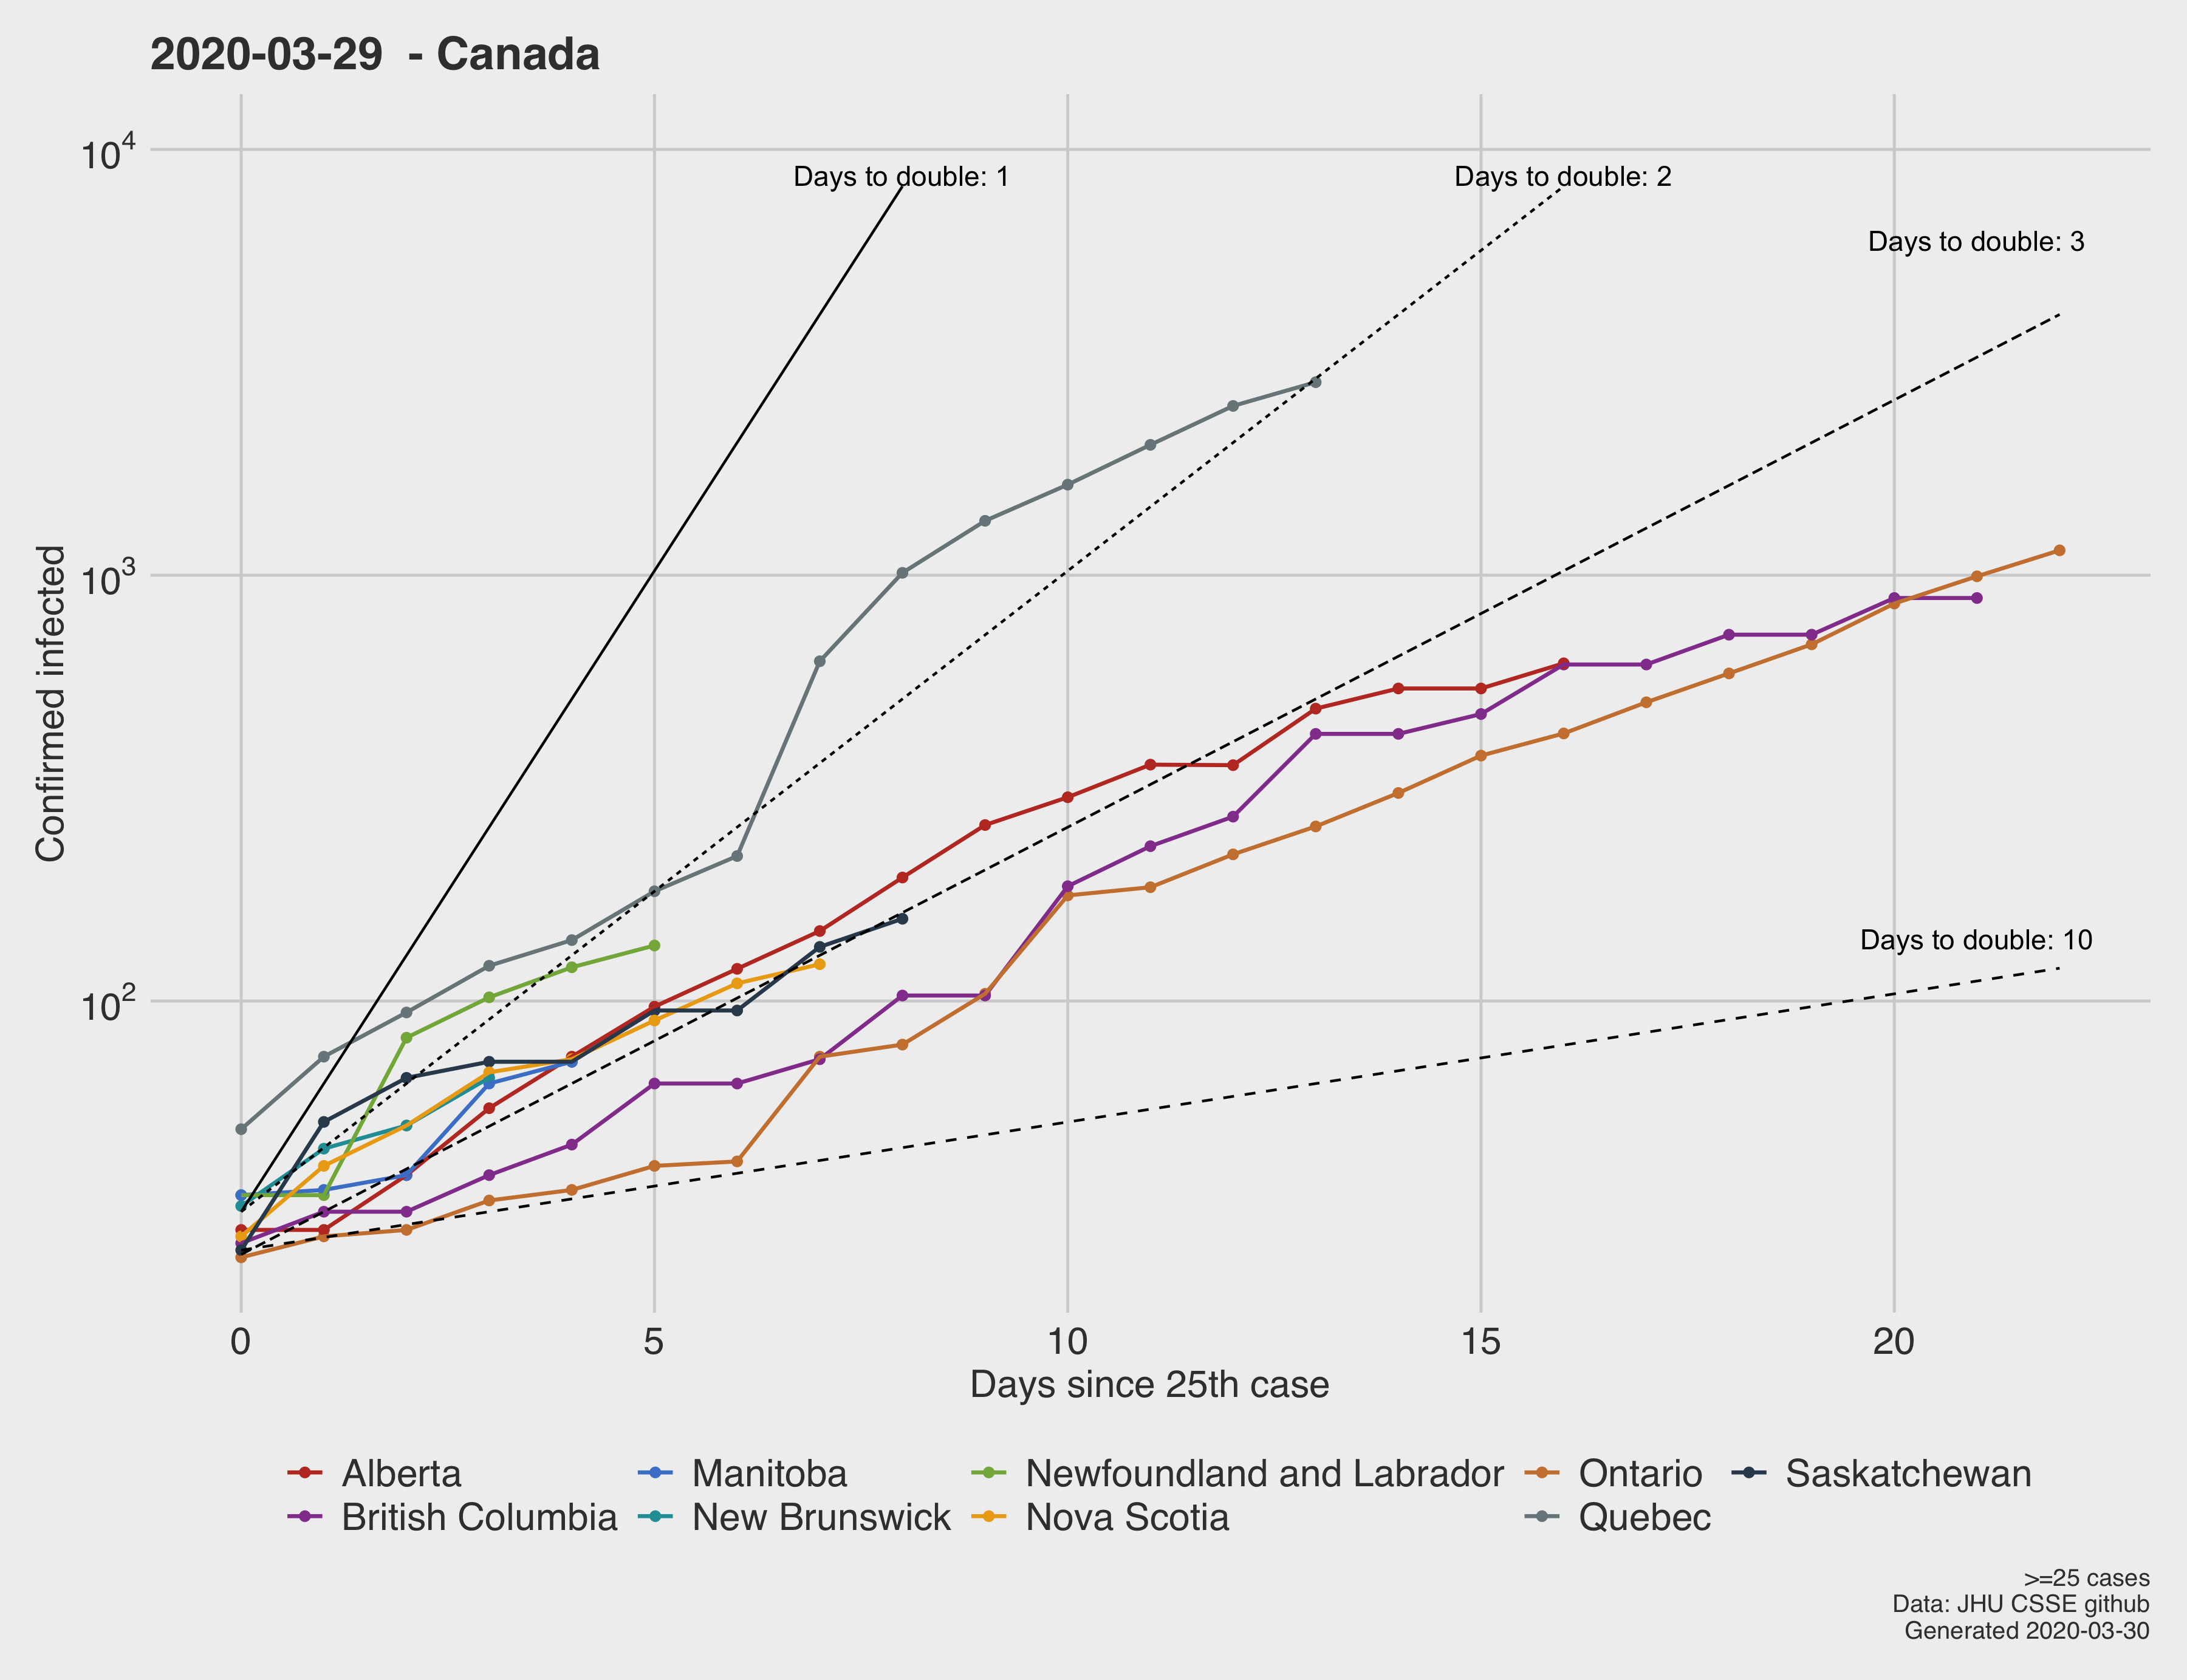 2020-03-29  - Canada
10^4
Days to double: 1
Days to double: 2
Days to double: 3
Confirmed infected
10^3
Days to double: 10
10^2
0 5 10 15 20
Days since 25th case
Alberta Manitoba Newfoundland and Labrador Ontario Saskatchewan
British Columbia New Brunswick Nova Scotia Quebec
>=25 cases
Data: JHU CSSE github
Generated 2020-03-30